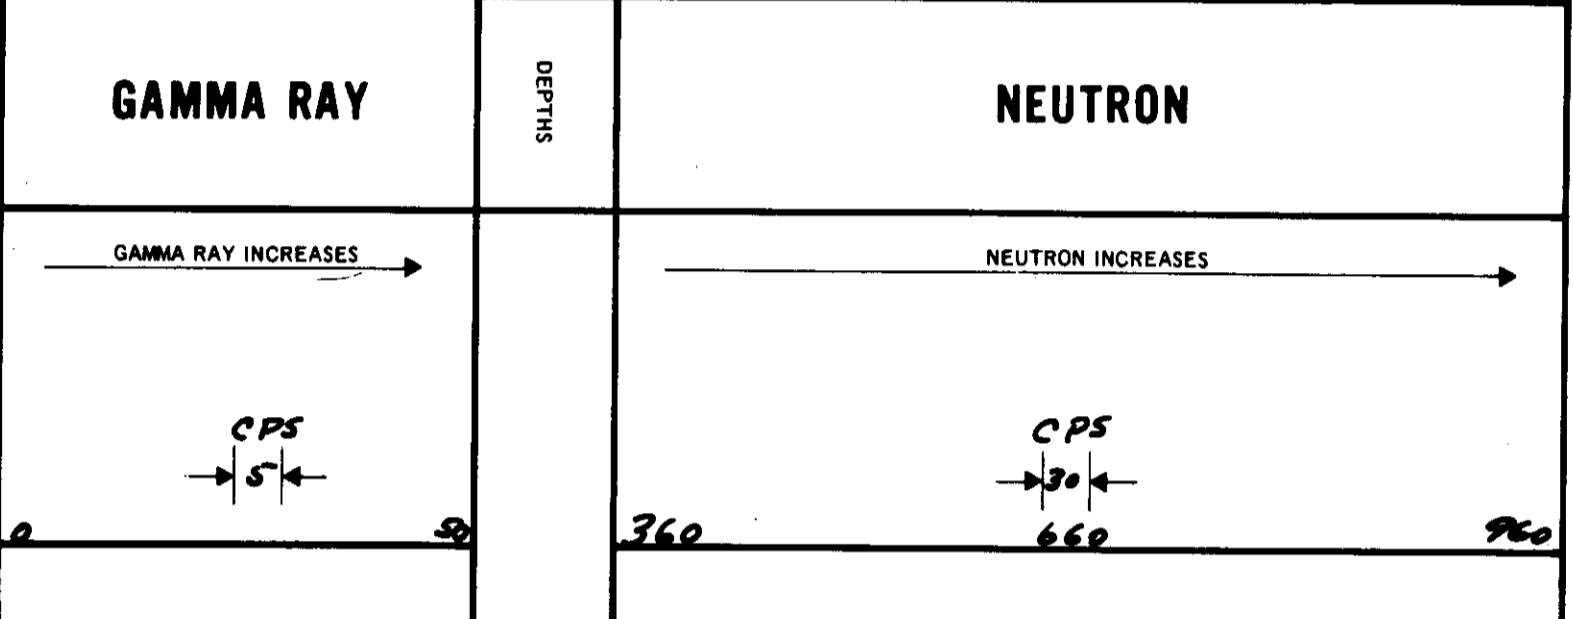 GAMMA RAY
DEPTHS
NEUTRON
GAMMA RAY INCREASES
NEUTRON INCREASES
CPS
5
CPS
30
0 50
360 660 960